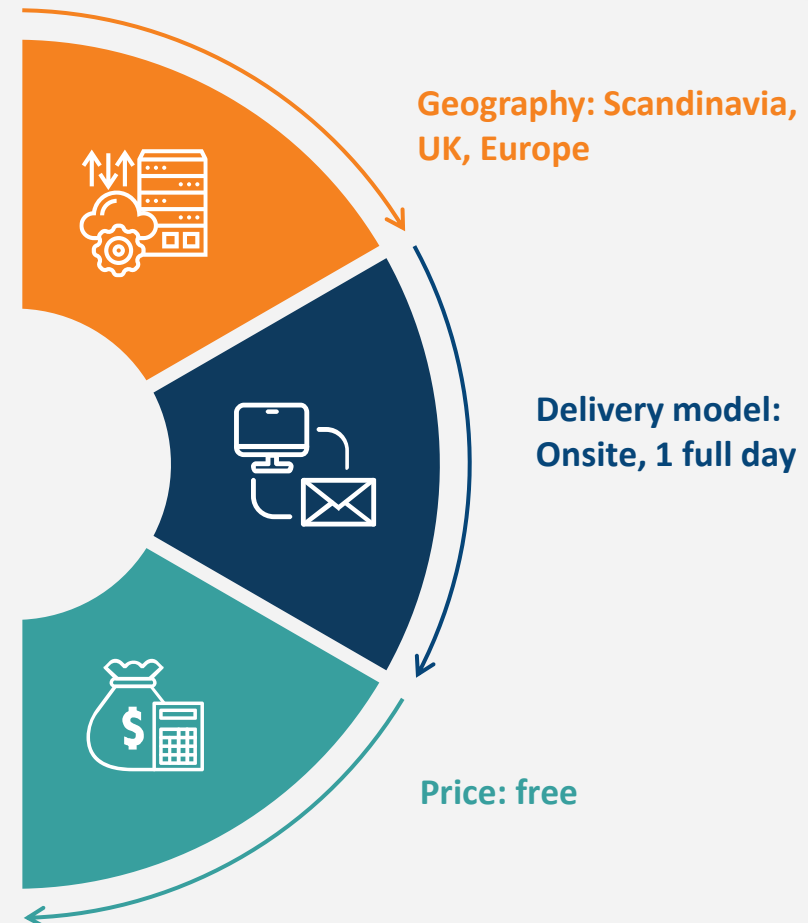 Geography: Scandinavia,
UK, Europe
Delivery model:
Onsite, 1 full day
$
Price: free